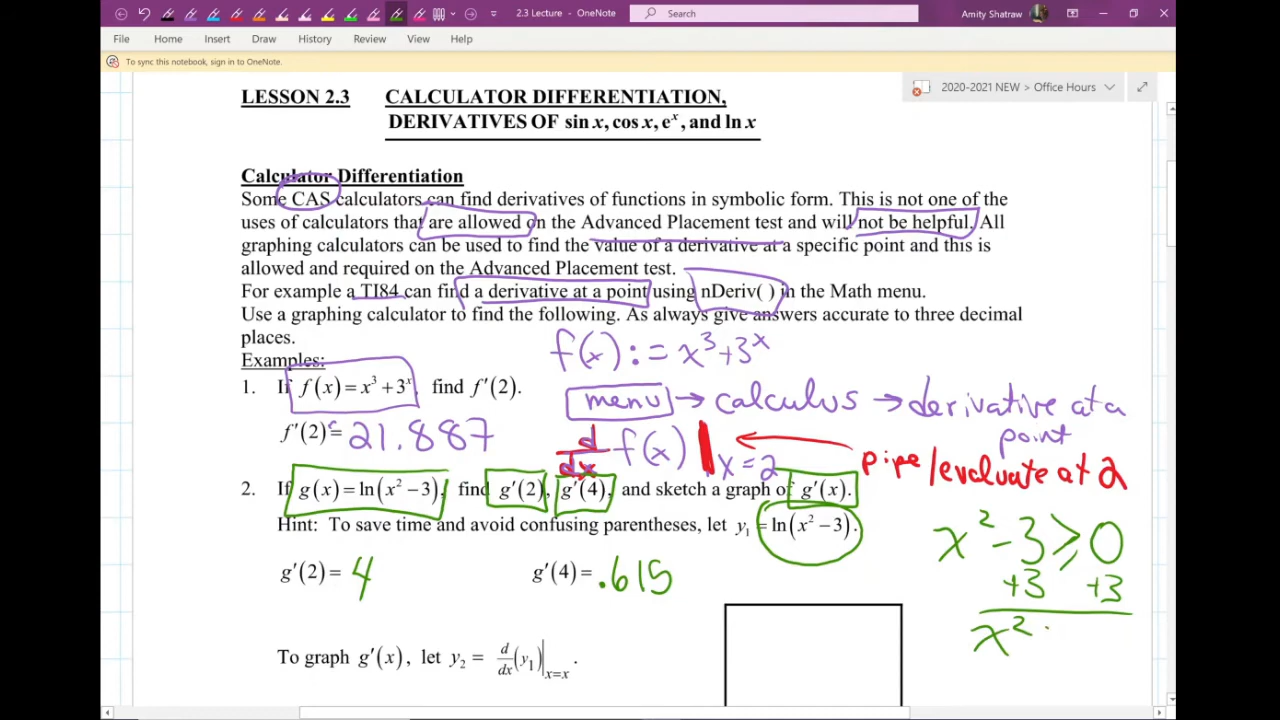 2.3 Lecture - OneNote
Search
Amity Shatraw
File Home Insert Draw History Review View Help
To sync this notebook, sign in to OneNote.
2020-2021 NEW > Office Hours
LESSON 2.3 CALCULATOR DIFFERENTIATION,
DERIVATIVES OF sin x, cos x, eˣ, and ln x
Calculator Differentiation
Some CAS calculators can find derivatives of functions in symbolic form. This is not one of the
uses of calculators that are allowed on the Advanced Placement test and will not be helpful. All
graphing calculators can be used to find the value of a derivative at a specific point and this is
allowed and required on the Advanced Placement test.
For example a TI84 can find a derivative at a point using nDeriv( ) in the Math menu.
Use a graphing calculator to find the following. As always give answers accurate to three decimal
places.
f(x) := x³+3ˣ
Examples:
1. If f(x) = x³ + 3ˣ, find f′(2).
menu → calculus → derivative at a
point
f′(2) = 21.887
d/dx f(x) | x=2
pipe/evaluate at 2
2. If g(x) = ln(x² − 3), find g′(2), g′(4), and sketch a graph of g′(x).
Hint: To save time and avoid confusing parentheses, let y₁ = ln(x² − 3).
x² - 3 ≥ 0
+3 +3
x²
g′(2) = 4 g′(4) = .615
To graph g′(x), let y₂ = d/dx (y₁)|ₓ₌ₓ.